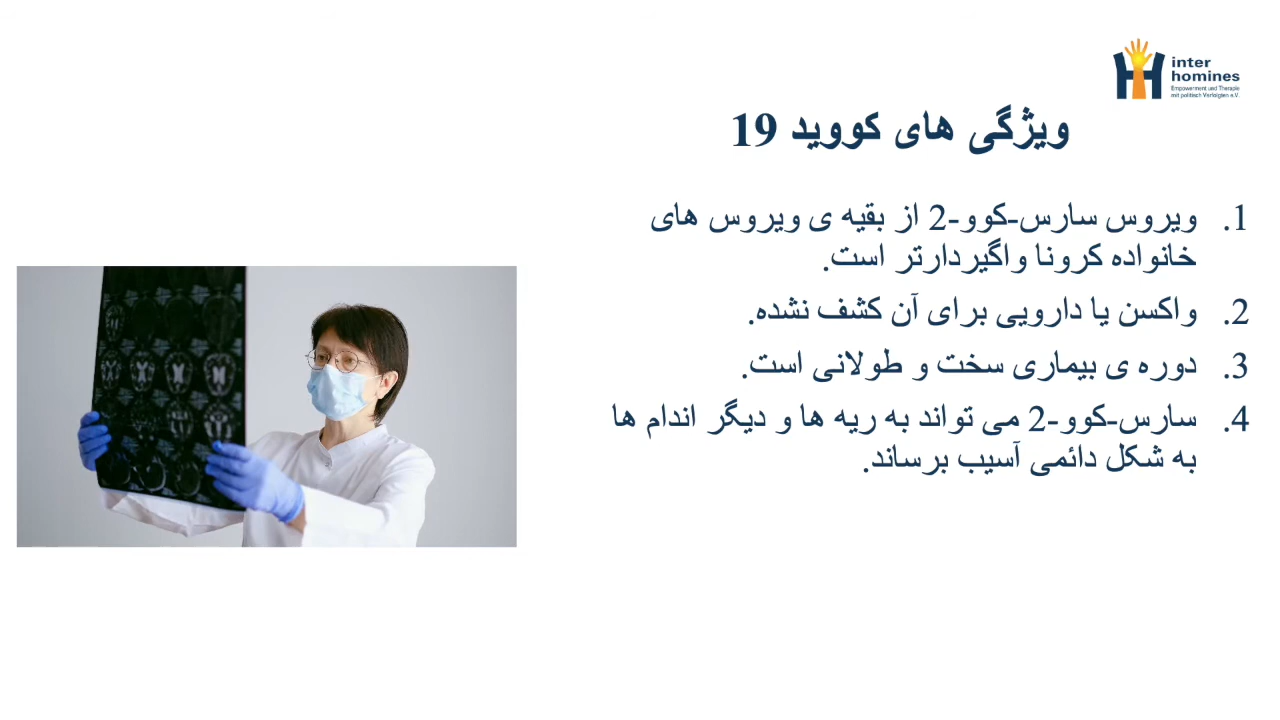 inter
homines
Empowerment und Therapie
mit politisch Verfolgten e.V.
ویژگی های کووید 19
1. ویروس سارس-کوو-2 از بقیه ی ویروس های
خانواده کرونا واگیردارتر است.
2. واکسن یا دارویی برای آن کشف نشده.
3. دوره ی بیماری سخت و طولانی است.
4. سارس-کوو-2 می تواند به ریه ها و دیگر اندام ها
به شکل دائمی آسیب برساند.